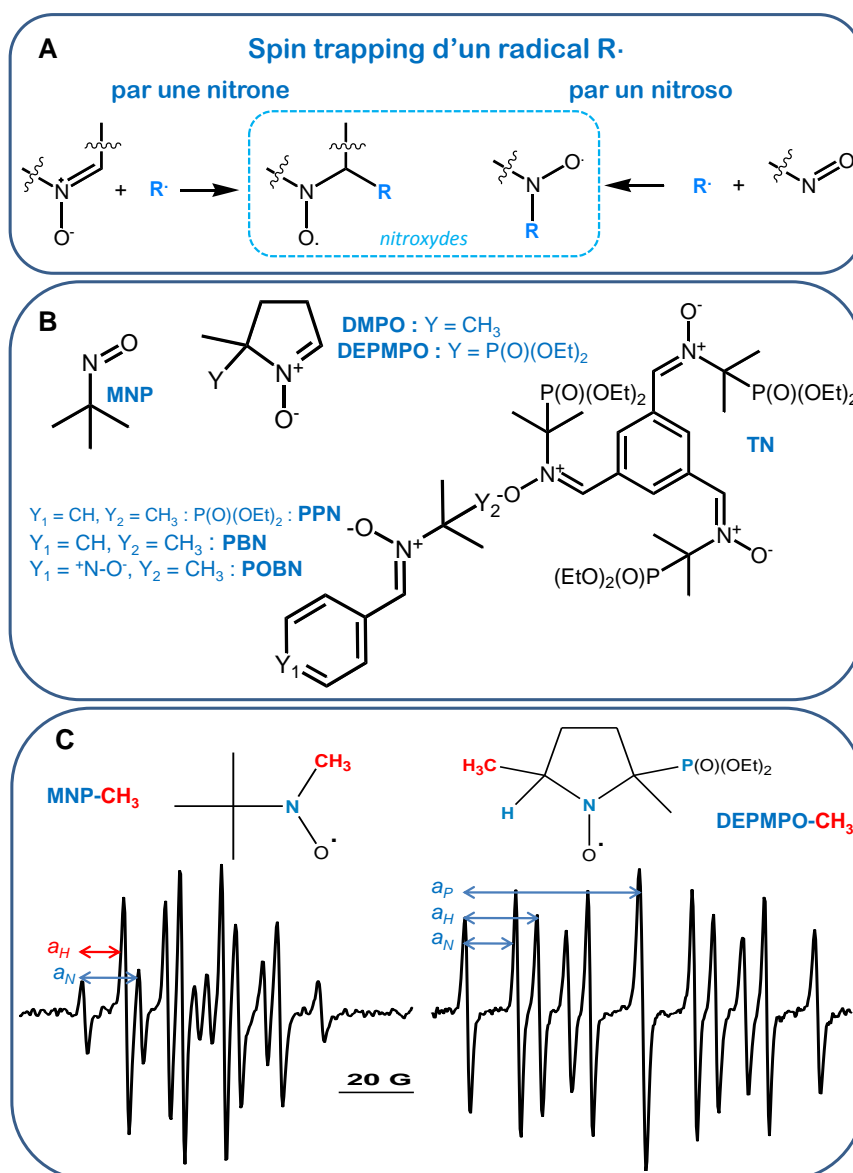 A
Spin trapping d'un radical R·
par une nitrone
par un nitroso
N+
O-
+
R·
N
O.
R
nitroxydes
O·
N
R
R·
+
N
O
B
N
O
MNP
Y
N+
O-
DMPO : Y = CH3
DEPMPO : Y = P(O)(OEt)2
O-
N+
P(O)(OEt)2
P(O)(OEt)2
TN
-O
N+
N+
O-
(EtO)2(O)P
Y1 = CH, Y2 = CH3 : P(O)(OEt)2 : PPN
Y1 = CH, Y2 = CH3 : PBN
Y1 = +N-O-, Y2 = CH3 : POBN
-O
N+
Y2
Y1
C
MNP-CH3
CH3
N
O·
H3C
H
N
O·
P(O)(OEt)2
DEPMPO-CH3
aH
aN
aP
aH
aN
20 G